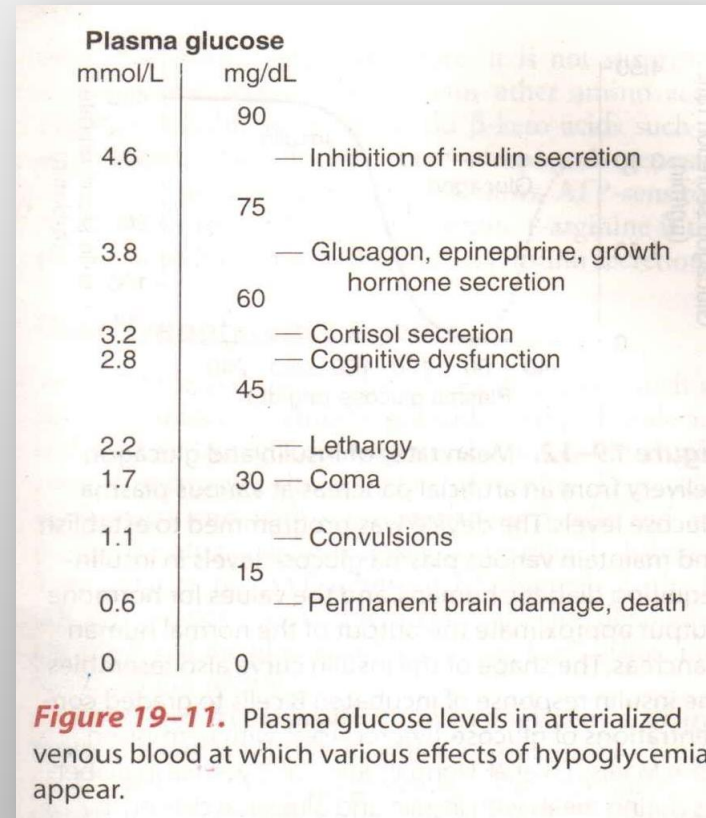 Plasma glucose
mmol/L mg/dL
90
4.6 Inhibition of insulin secretion
75
3.8 Glucagon, epinephrine, growth
hormone secretion
60
3.2 Cortisol secretion
2.8 Cognitive dysfunction
45
2.2 Lethargy
1.7 30 Coma
1.1 Convulsions
15
0.6 Permanent brain damage, death
0 0
Figure 19–11. Plasma glucose levels in arterialized
venous blood at which various effects of hypoglycemia
appear.